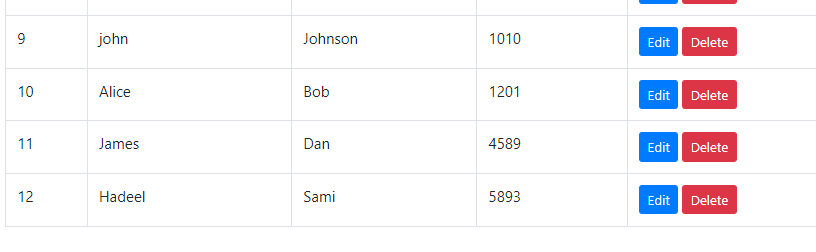 9 john Johnson 1010 Edit Delete
10 Alice Bob 1201 Edit Delete
11 James Dan 4589 Edit Delete
12 Hadeel Sami 5893 Edit Delete